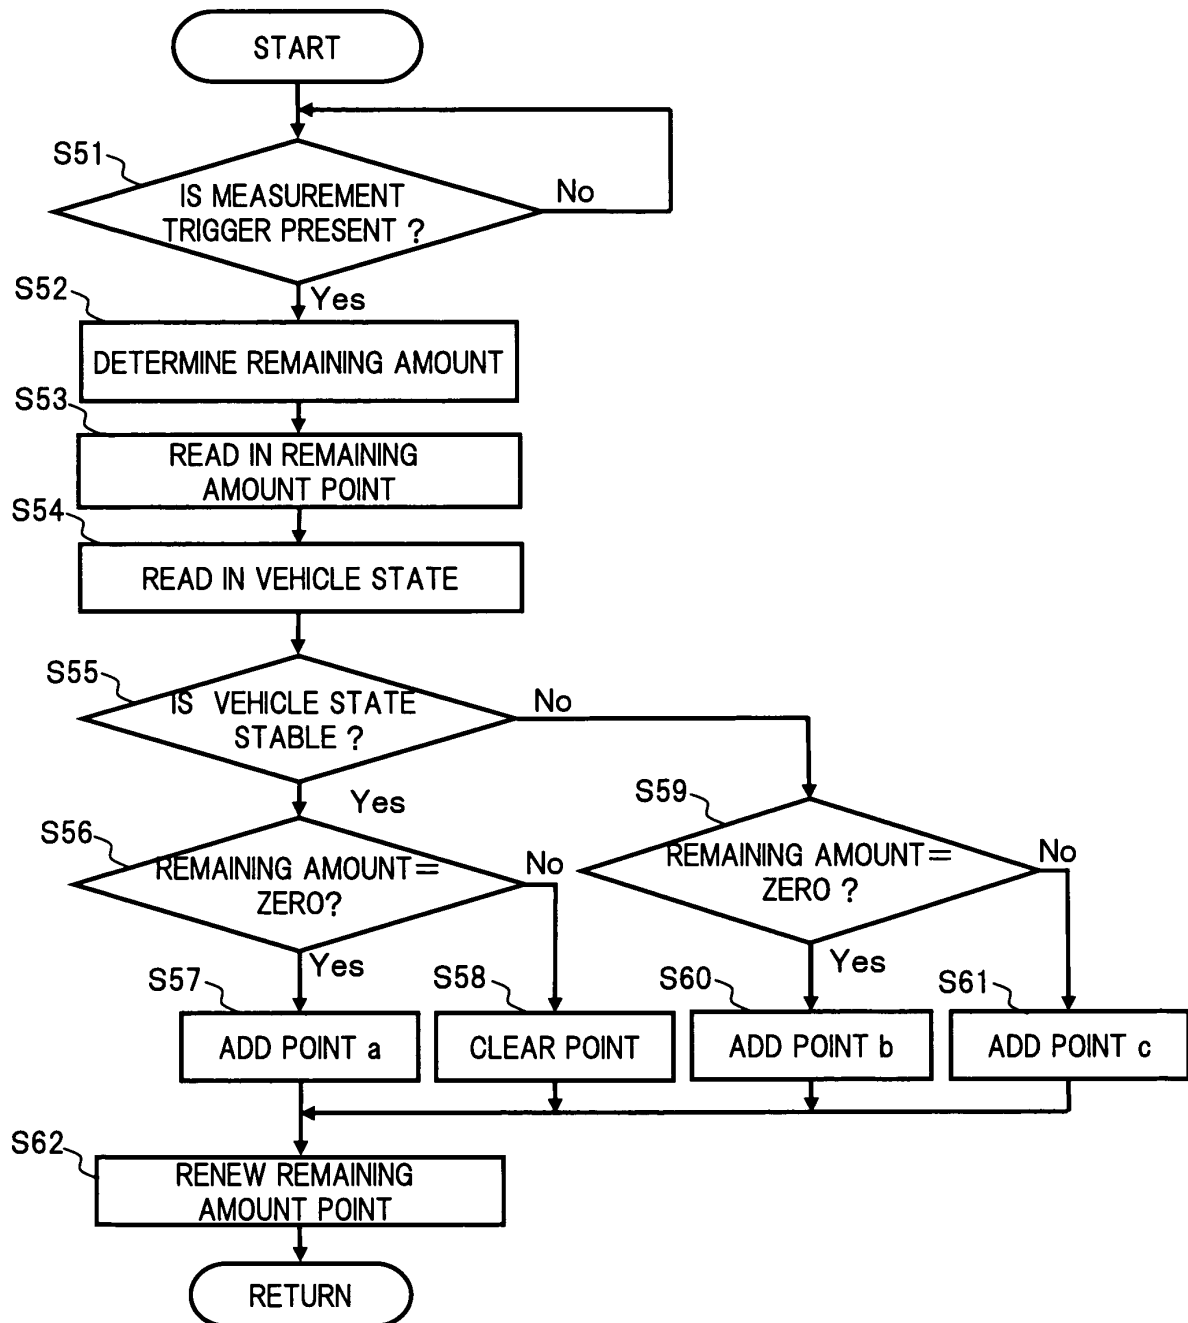 START
S51
IS MEASUREMENT
TRIGGER PRESENT ?
No
S52
Yes
DETERMINE REMAINING AMOUNT
S53
READ IN REMAINING
AMOUNT POINT
S54
READ IN VEHICLE STATE
S55
IS VEHICLE STATE
STABLE ?
No
Yes
S56
REMAINING AMOUNT=
ZERO?
No
S59
REMAINING AMOUNT=
ZERO ?
No
Yes
Yes
S57
ADD POINT a
S58
CLEAR POINT
S60
ADD POINT b
S61
ADD POINT c
S62
RENEW REMAINING
AMOUNT POINT
RETURN